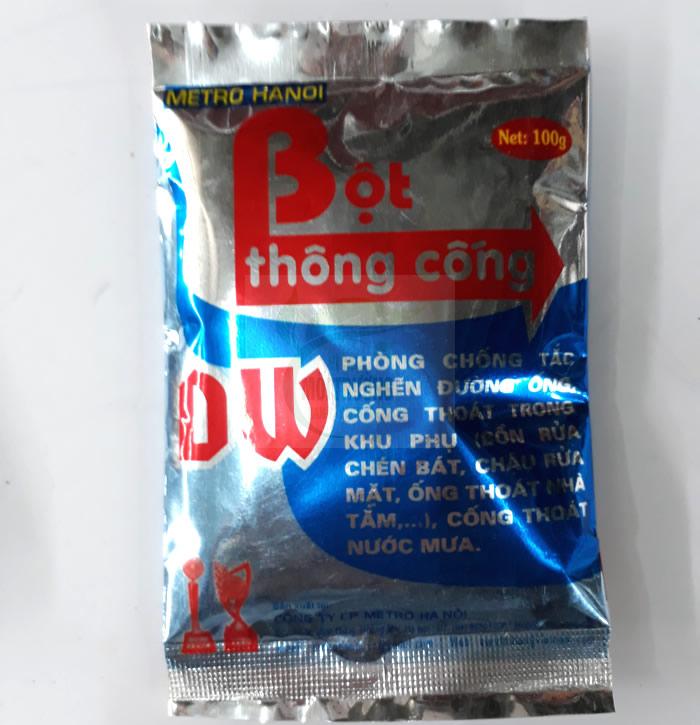 METRO HANOI
Net: 100g
Bột
thông cống
DW
PHÒNG CHỐNG TẮC
NGHẼN ĐƯỜNG ỐNG,
CỐNG THOÁT TRONG
KHU PHỤ (BỒN RỬA
CHÉN BÁT, CHẬU RỬA
MẶT, ỐNG THOÁT NHÀ
TẮM,...), CỐNG THOÁT
NƯỚC MƯA.
CÔNG TY CP METRO HÀ NỘI